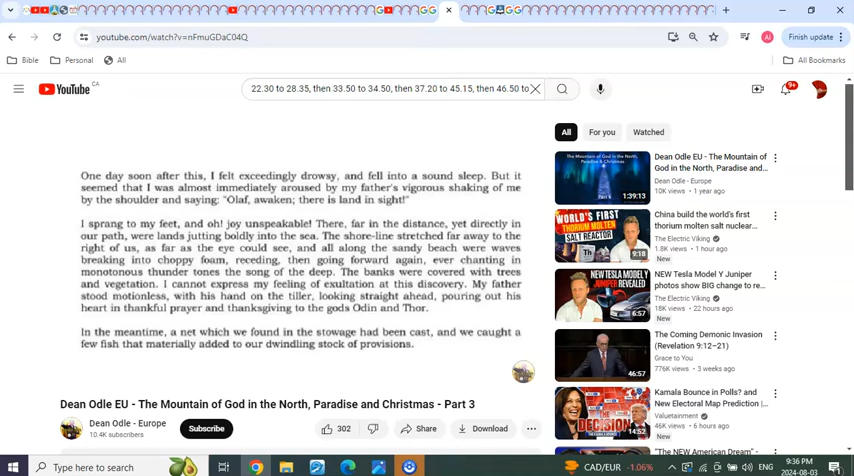 youtube.com/watch?v=nFmuGDaC04Q
Finish update
Bible
Personal
All
All Bookmarks
YouTube CA
22.30 to 28.35, then 33.50 to 34.50, then 37.20 to 45.15, then 46.50 to
9+
One day soon after this, I felt exceedingly drowsy, and fell into a sound sleep. But it
seemed that I was almost immediately aroused by my father's vigorous shaking of me
by the shoulder and saying: "Olaf, awaken; there is land in sight!"
I sprang to my feet, and oh! joy unspeakable! There, far in the distance, yet directly in
our path, were lands jutting boldly into the sea. The shore-line stretched far away to the
right of us, as far as the eye could see, and all along the sandy beach were waves
breaking into choppy foam, receding, then going forward again, ever chanting in
monotonous thunder tones the song of the deep. The banks were covered with trees
and vegetation. I cannot express my feeling of exultation at this discovery. My father
stood motionless, with his hand on the tiller, looking straight ahead, pouring out his
heart in thankful prayer and thanksgiving to the gods Odin and Thor.
In the meantime, a net which we found in the stowage had been cast, and we caught a
few fish that materially added to our dwindling stock of provisions.
Dean Odle EU - The Mountain of God in the North, Paradise and Christmas - Part 3
Dean Odle - Europe
10.4K subscribers
Subscribe
302
Share
Download
All
For you
Watched
1:39:13
Dean Odle EU - The Mountain of God in the North, Paradise and...
Dean Odle - Europe
10K views • 1 year ago
WORLD'S FIRST
THORIUM MOLTEN
SALT REACTOR
Th
9:18
China build the world's first
thorium molten salt nuclear...
The Electric Viking
1.8K views • 1 hour ago
New
NEW TESLA MODEL Y
JUNIPER
REVEALED
6:57
NEW Tesla Model Y Juniper
photos show BIG change to re...
The Electric Viking
18K views • 22 hours ago
New
46:57
The Coming Demonic Invasion
(Revelation 9:12–21)
Grace to You
776K views • 3 weeks ago
THE
DECISION
14:52
Kamala Bounce in Polls? and
New Electoral Map Prediction |...
Valuetainment
46K views • 6 hours ago
New
"The NEW American Dream" -
Type here to search
CAD/EUR -1.06%
9:36 PM
2024-08-03